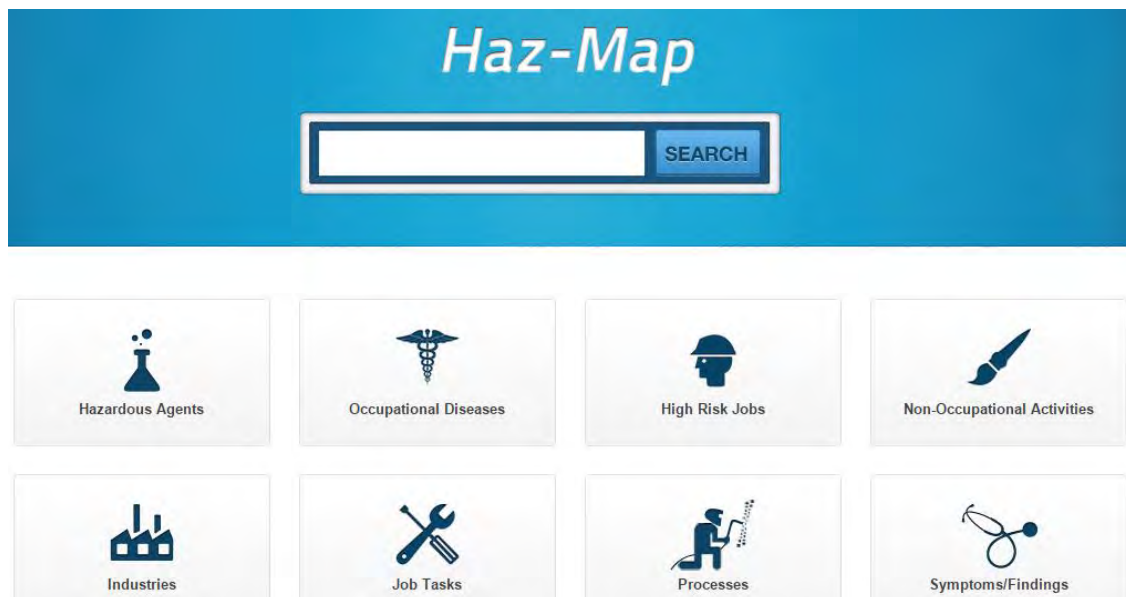 Haz-Map
SEARCH
Hazardous Agents
Occupational Diseases
High Risk Jobs
Non-Occupational Activities
Industries
Job Tasks
Processes
Symptoms/Findings